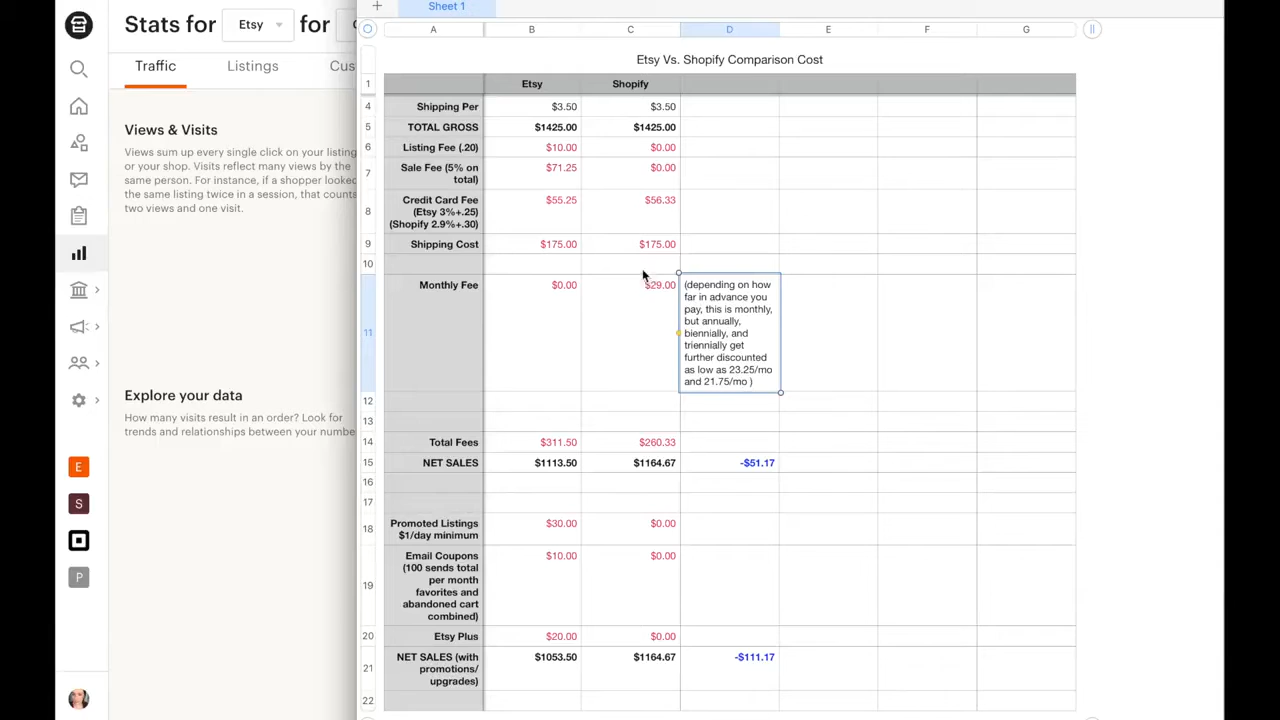 Stats for
Etsy
for
Traffic
Listings
Cus
Views & Visits
Views sum up every single click on your listing
or your shop. Visits reflect many views by the
same person. For instance, if a shopper looked
the same listing twice in a session, that counts
two views and one visit.
Explore your data
How many visits result in an order? Look for
trends and relationships between your numbe
E
S
P
Sheet 1
A B C D E F G
Etsy Vs. Shopify Comparison Cost
1 Etsy Shopify
4 Shipping Per $3.50 $3.50
5 TOTAL GROSS $1425.00 $1425.00
6 Listing Fee (.20) $10.00 $0.00
7 Sale Fee (5% on $71.25 $0.00
total)
8 Credit Card Fee $55.25 $56.33
(Etsy 3%+.25)
(Shopify 2.9%+.30)
9 Shipping Cost $175.00 $175.00
10
11 Monthly Fee $0.00 $29.00 (depending on how
far in advance you
pay, this is monthly,
but annually,
biennially, and
triennially get
further discounted
as low as 23.25/mo
and 21.75/mo )
12
13
14 Total Fees $311.50 $260.33
15 NET SALES $1113.50 $1164.67 -$51.17
16
17
18 Promoted Listings $30.00 $0.00
$1/day minimum
19 Email Coupons $10.00 $0.00
(100 sends total
per month
favorites and
abandoned cart
combined)
20 Etsy Plus $20.00 $0.00
21 NET SALES (with $1053.50 $1164.67 -$111.17
promotions/
upgrades)
22